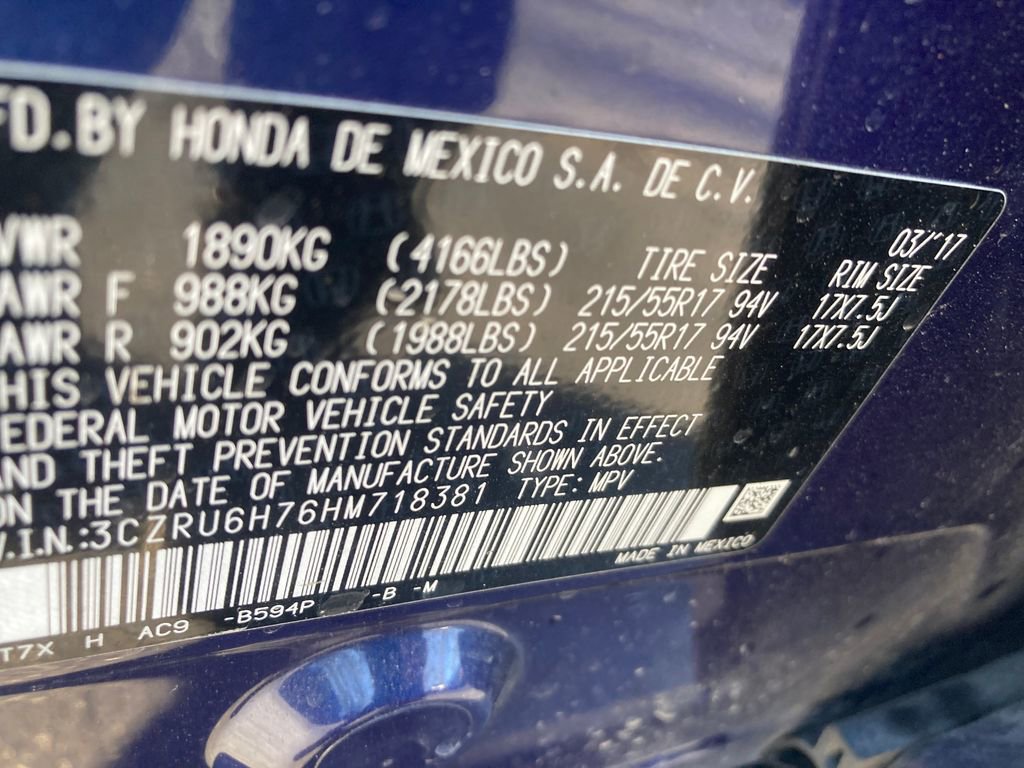 FD.BY HONDA DE MEXICO S.A. DE C.V.
03/'17
VWR 1890KG (4166LBS) TIRE SIZE RIM SIZE
AWR F 988KG (2178LBS) 215/55R17 94V 17X7.5J
AWR R 902KG (1988LBS) 215/55R17 94V 17X7.5J
HIS VEHICLE CONFORMS TO ALL APPLICABLE
EDERAL MOTOR VEHICLE SAFETY
AND THEFT PREVENTION STANDARDS IN EFFECT
ON THE DATE OF MANUFACTURE SHOWN ABOVE.
V.I.N.:3CZRU6H76HM718381 TYPE: MPV
MADE IN MEXICO
T7X H AC9 -B594P -B -M